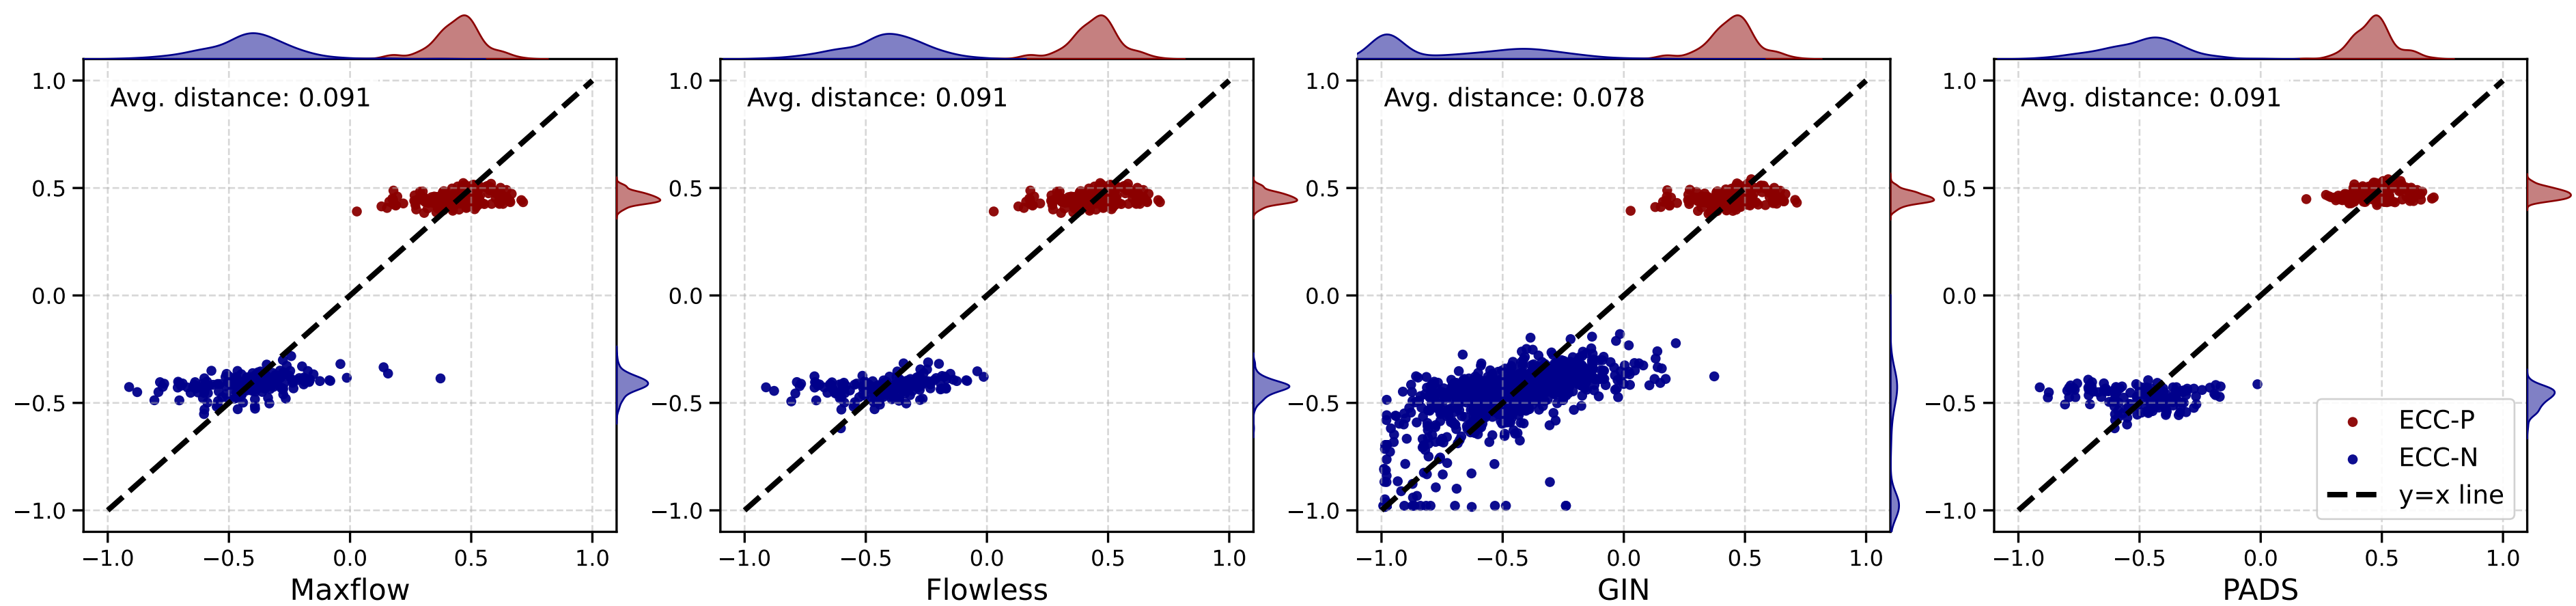 Avg. distance: 0.091
1.0
0.5
0.0
−0.5
−1.0
−1.0 −0.5 0.0 0.5 1.0
Maxflow
Avg. distance: 0.091
1.0
0.5
0.0
−0.5
−1.0
−1.0 −0.5 0.0 0.5 1.0
Flowless
Avg. distance: 0.078
1.0
0.5
0.0
−0.5
−1.0
−1.0 −0.5 0.0 0.5 1.0
GIN
Avg. distance: 0.091
1.0
0.5
0.0
−0.5
−1.0
ECC-P
ECC-N
y=x line
−1.0 −0.5 0.0 0.5 1.0
PADS